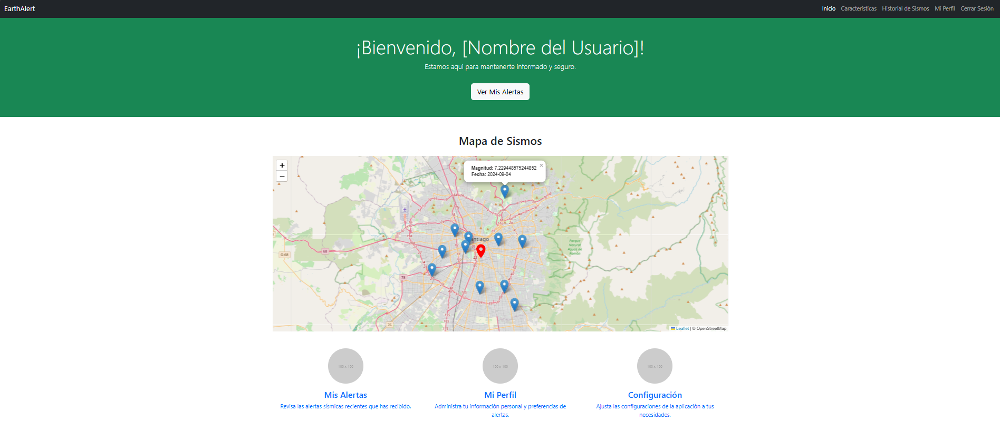 EarthAlert
Inicio Características Historial de Sismos Mi Perfil Cerrar Sesión
¡Bienvenido, [Nombre del Usuario]!
Estamos aquí para mantenerte informado y seguro.
Ver Mis Alertas
Mapa de Sismos
+
−
Magnitud: 7.229448575244852 ×
Fecha: 2024-09-04
antiago
Parque
Natural
Aguas de
Ramón
G-68
68
78
Leaflet | © OpenStreetMap
100 x 100
100 x 100
100 x 100
Mis Alertas
Revisa las alertas sísmicas recientes que has recibido.
Mi Perfil
Administra tu información personal y preferencias de
alertas.
Configuración
Ajusta las configuraciones de la aplicación a tus
necesidades.